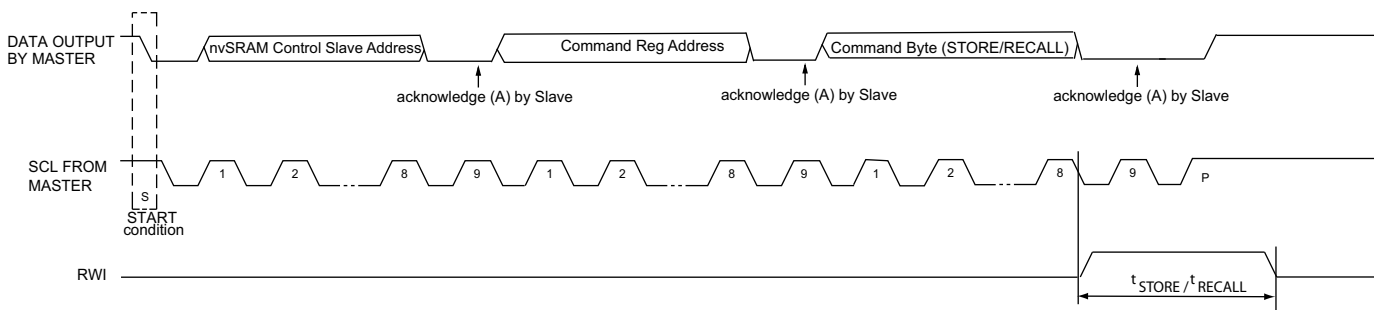 DATA OUTPUT
BY MASTER
nvSRAM Control Slave Address
Command Reg Address
Command Byte (STORE/RECALL)
acknowledge (A) by Slave
acknowledge (A) by Slave
acknowledge (A) by Slave
SCL FROM
MASTER
1 2 8 9 1 2 8 9 1 2 8 9 P
S
START
condition
RWI
t STORE / t RECALL